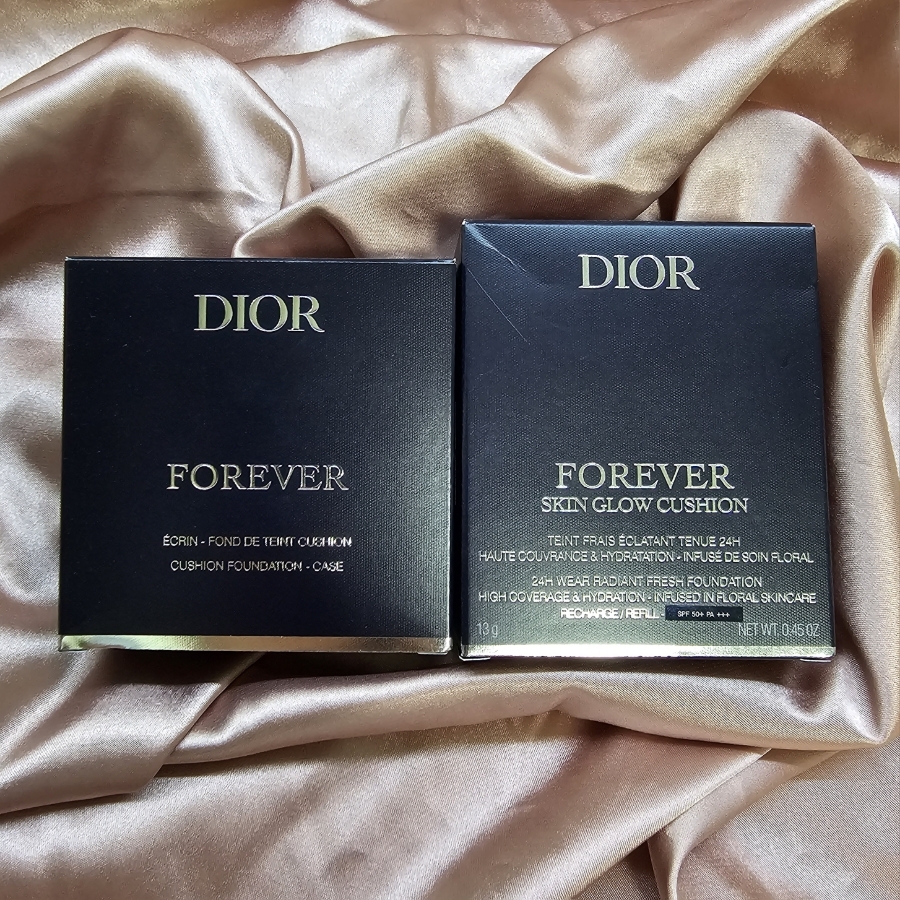 DIOR
FOREVER
ÉCRIN - FOND DE TEINT CUSHION
CUSHION FOUNDATION - CASE
DIOR
FOREVER
SKIN GLOW CUSHION
TEINT FRAIS ÉCLATANT TENUE 24H
HAUTE COUVRANCE & HYDRATATION - INFUSÉ DE SOIN FLORAL
24H WEAR RADIANT FRESH FOUNDATION
HIGH COVERAGE & HYDRATION - INFUSED IN FLORAL SKINCARE
RECHARGE / REFILL - SPF 50+ PA +++
13 g NET WT. 0.45 OZ